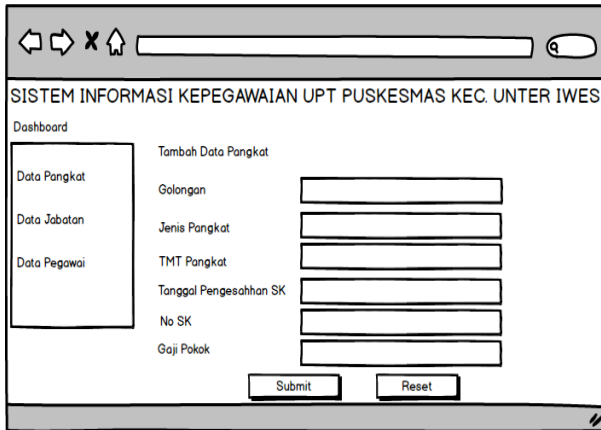 SISTEM INFORMASI KEPEGAWAIAN UPT PUSKESMAS KEC. UNTER IWES
Dashboard
Data Pangkat
Data Jabatan
Data Pegawai
Tambah Data Pangkat
Golongan
Jenis Pangkat
TMT Pangkat
Tanggal Pengesahhan SK
No SK
Gaji Pokok
Submit Reset